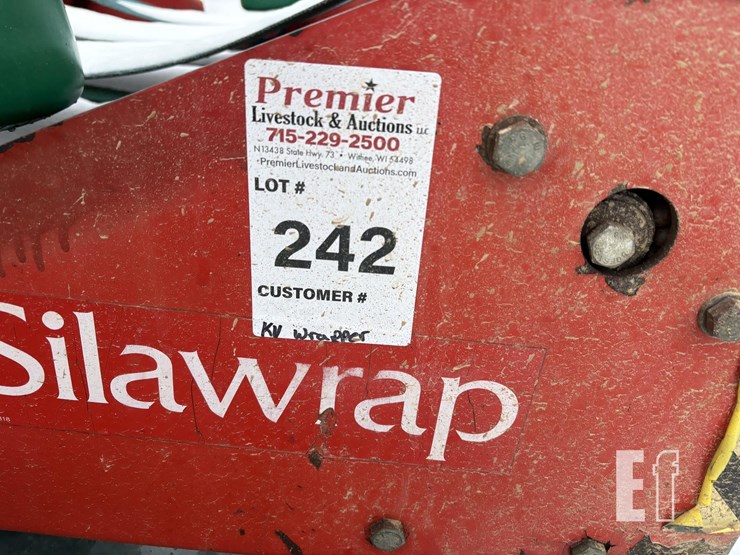 Premier
Livestock & Auctions LLC
715-229-2500
N13438 State Hwy. 73 • Withee, WI 54498
PremierLivestockandAuctions.com
LOT #
242
CUSTOMER #
KV wrapper
Silawrap
Ef